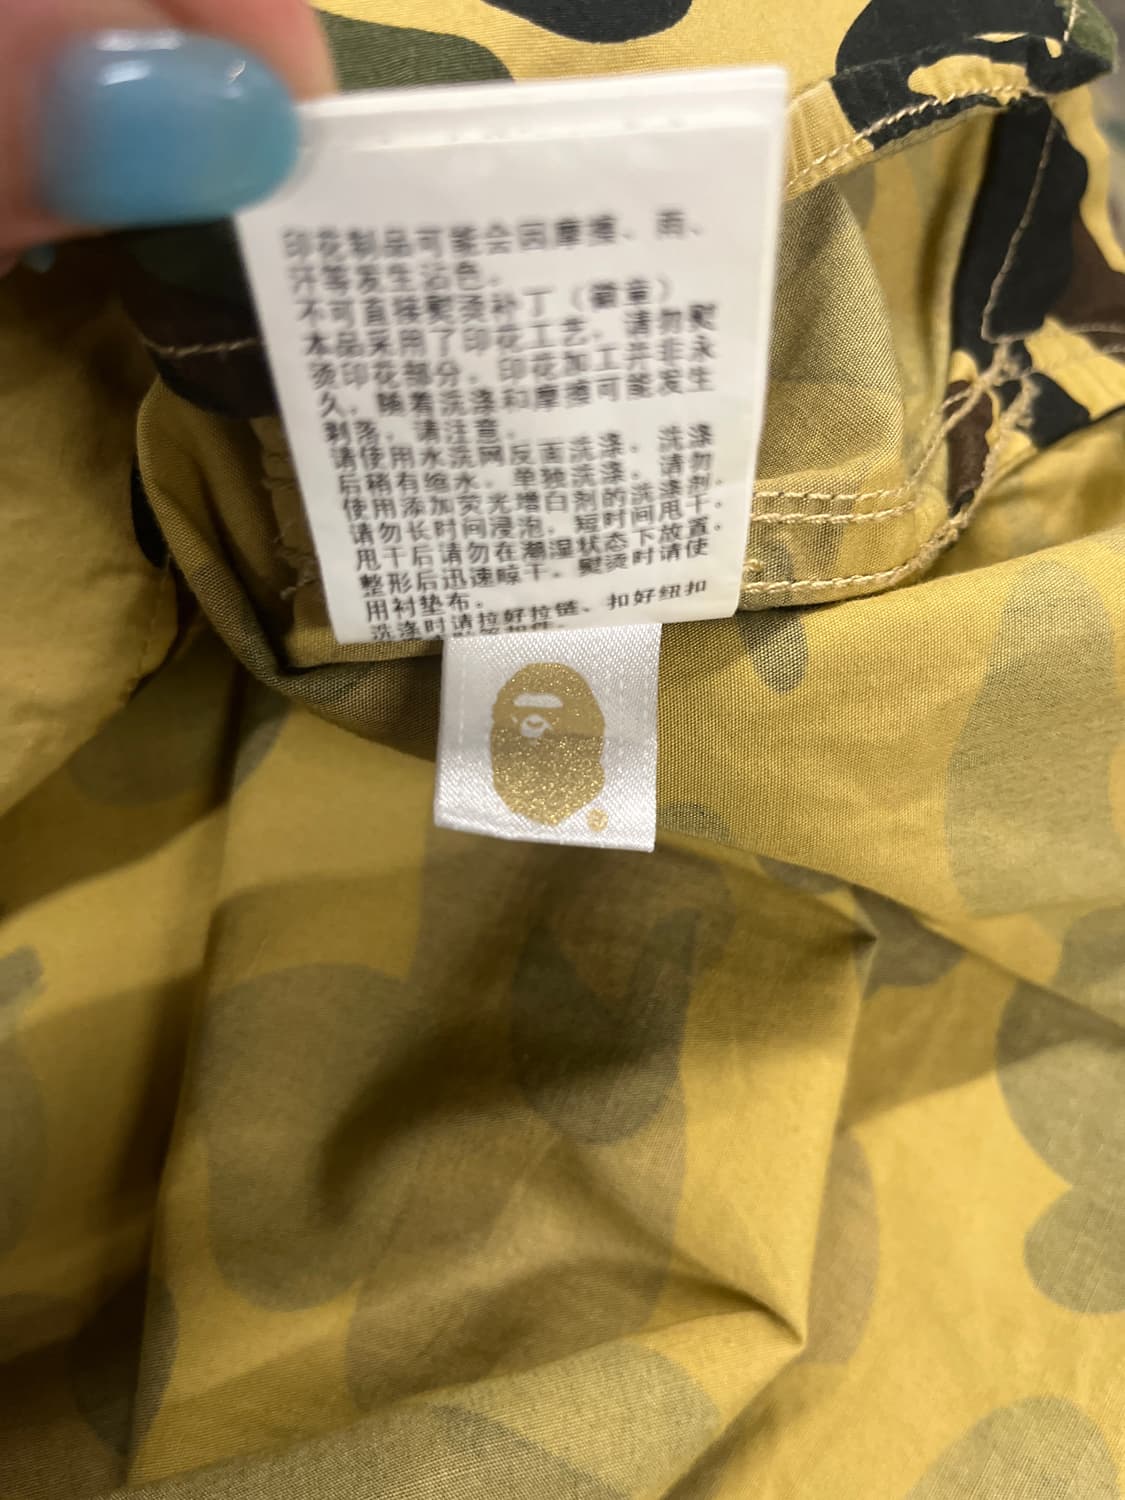 印花制品可能会因摩擦、雨、
汗等发生沾色。
不可直接熨烫补丁（徽章）
本品采用了印花工艺。请勿熨
烫印花部分。印花加工并非永
久，随着洗涤和摩擦可能发生
剥落，请注意。
请使用水洗网反面洗涤。洗涤
后稍有缩水。单独洗涤。请勿
使用添加荧光增白剂的洗涤剂。
请勿长时间浸泡。短时间甩干。
甩干后请勿在潮湿状态下放置。
整形后迅速晾干。熨烫时请使
用衬垫布。
洗涤时请拉好拉链、扣好纽扣